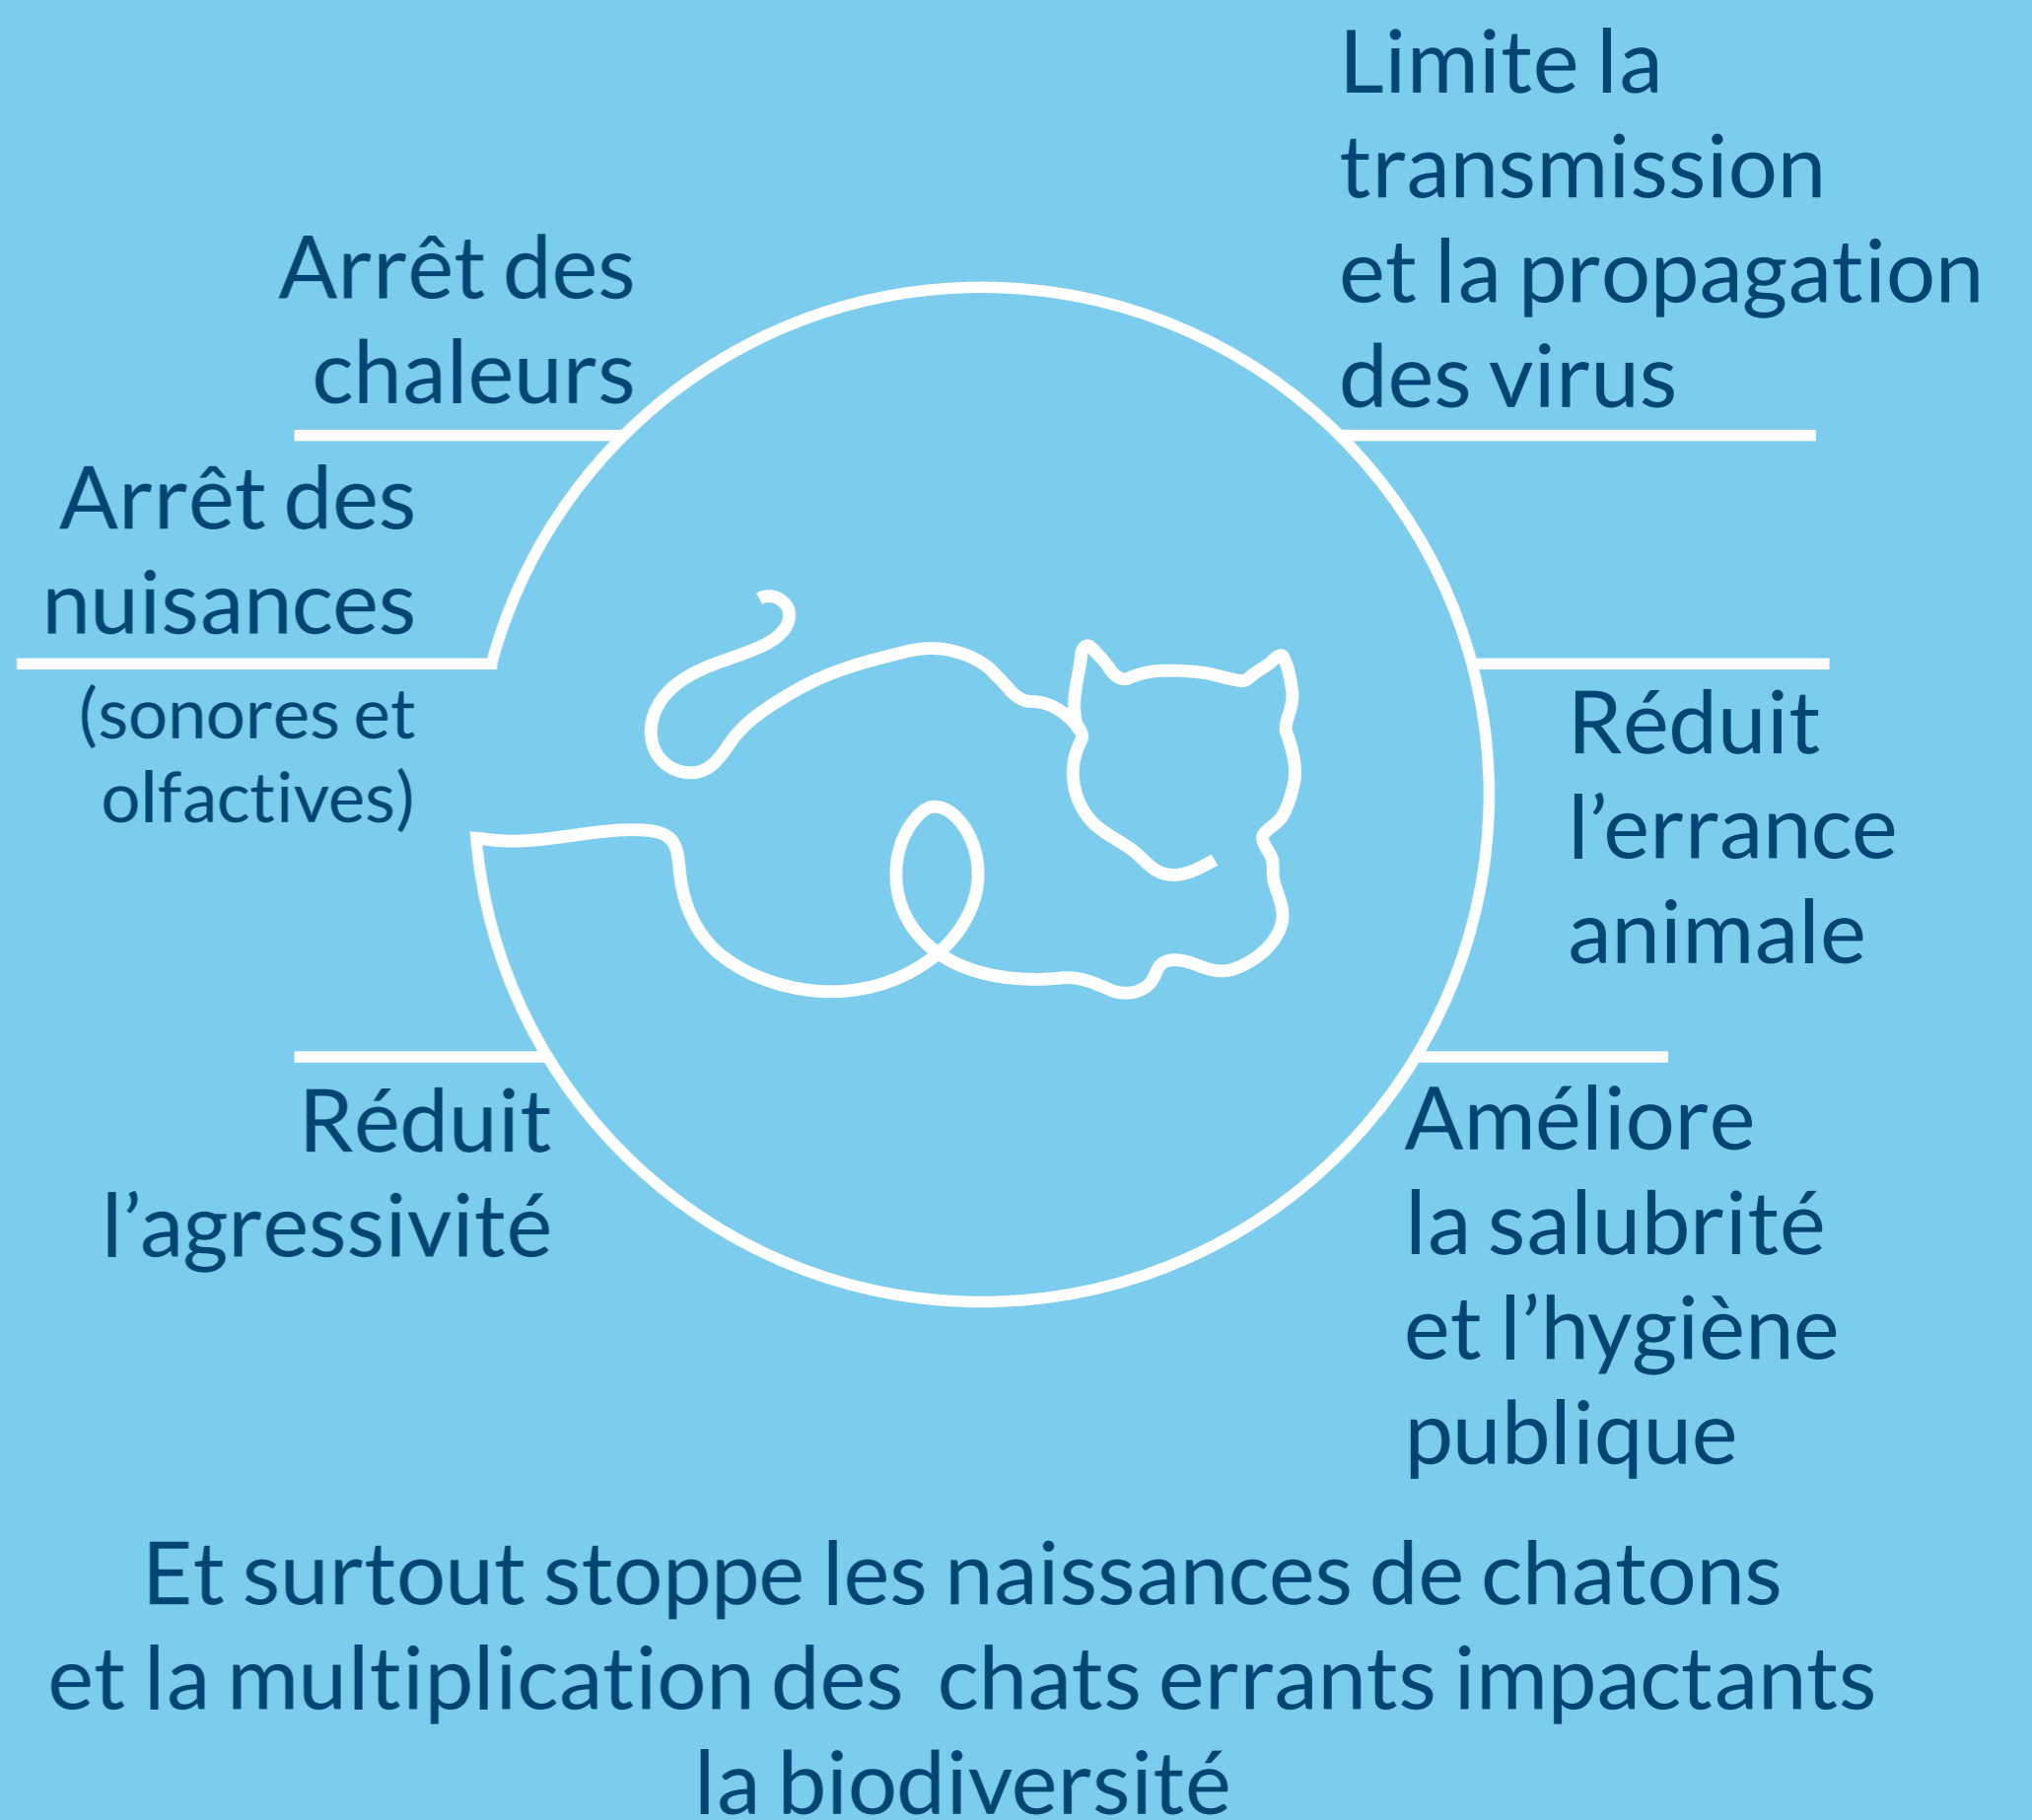 Arrêt des
chaleurs
Arrêt des
nuisances
(sonores et
olfactives)
Réduit
l’agressivité
Limite la
transmission
et la propagation
des virus
Réduit
l’errance
animale
Améliore
la salubrité
et l’hygiène
publique
Et surtout stoppe les naissances de chatons
et la multiplication des  chats errants impactants
la biodiversité